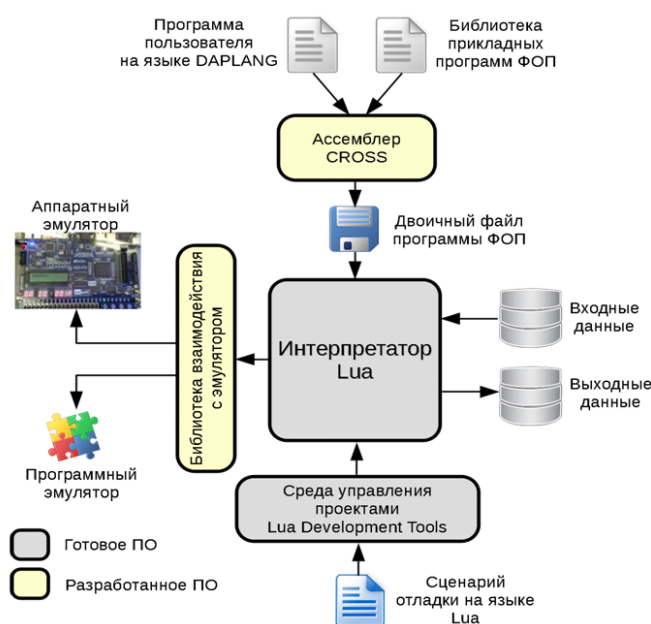 Программа
пользователя
на языке DAPLANG
Библиотека
прикладных
программ ФОП
Ассемблер
CROSS
Двоичный файл
программы ФОП
Аппаратный
эмулятор
Библиотека взаимодействия
с эмулятором
Интерпретатор
Lua
Входные
данные
Выходные
данные
Программный
эмулятор
Среда управления
проектами
Lua Development Tools
Готовое ПО
Разработанное ПО
Сценарий
отладки на языке
Lua